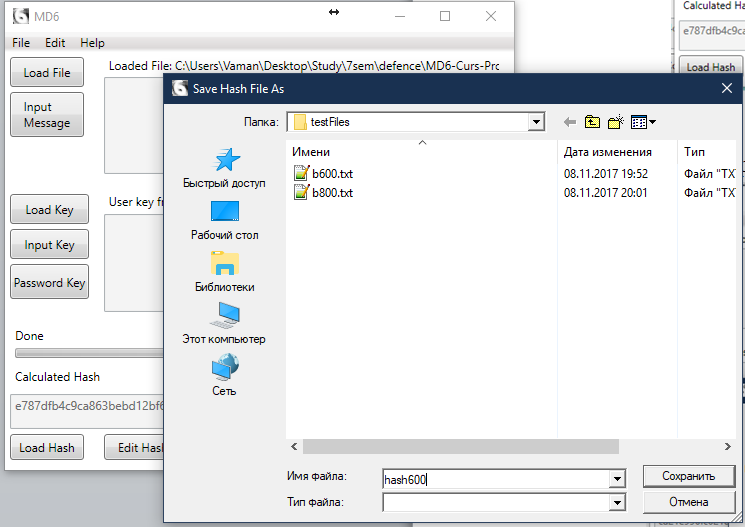 MD6
File Edit Help
Load File
Loaded File: C:\Users\Vaman\Desktop\Study\7sem\defence\MD6-Curs-Pro
Input
Message
Load Key
User key f
Input Key
Password Key
Done
Calculated Hash
e787dfb4c9ca863bebd12bf6
Load Hash
Edit Hash
Calculated Hash
e787dfb4c9ca
Load Hash
Save Hash File As
Папка: testFiles
Имени Дата изменения Тип
b600.txt 08.11.2017 19:52 Файл "TX
b800.txt 08.11.2017 20:01 Файл "TX
Быстрый доступ
Рабочий стол
Библиотеки
Этот компьютер
Сеть
Имя файла: hash600 Сохранить
Тип файла: Отмена